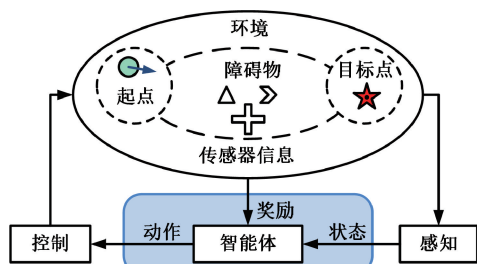 环境
障碍物
目标点
起点
传感器信息
奖励
动作
状态
控制
智能体
感知